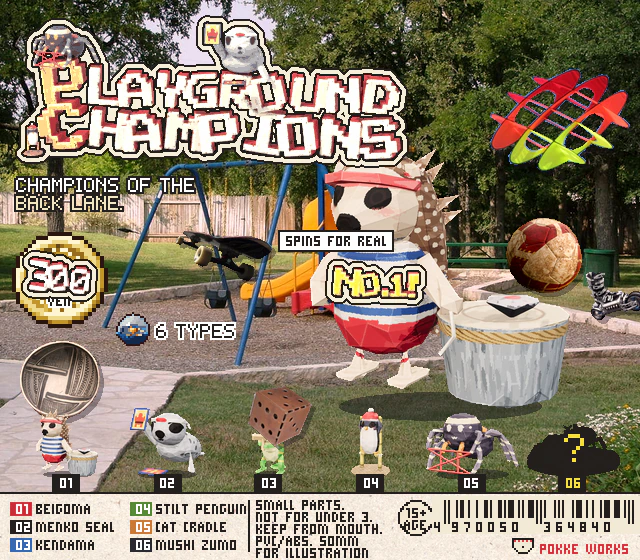 PLAYGROUND
CHAMPIONS
CHAMPIONS OF THE
BACK LANE.
SPINS FOR REAL
300
YEN
NO.1!
6 TYPES
?
01
02
03
04
05
06
01 BEIGOMA
02 MENKO SEAL
03 KENDAMA
04 STILT PENGUIN
05 CAT CRADLE
06 MUSHI ZUMO
SMALL PARTS.
NOT FOR UNDER 3.
KEEP FROM MOUTH.
PVC/ABS. 50MM
FOR ILLUSTRATION
15+
AGE
4 970050 364840
POKKE WORKS.